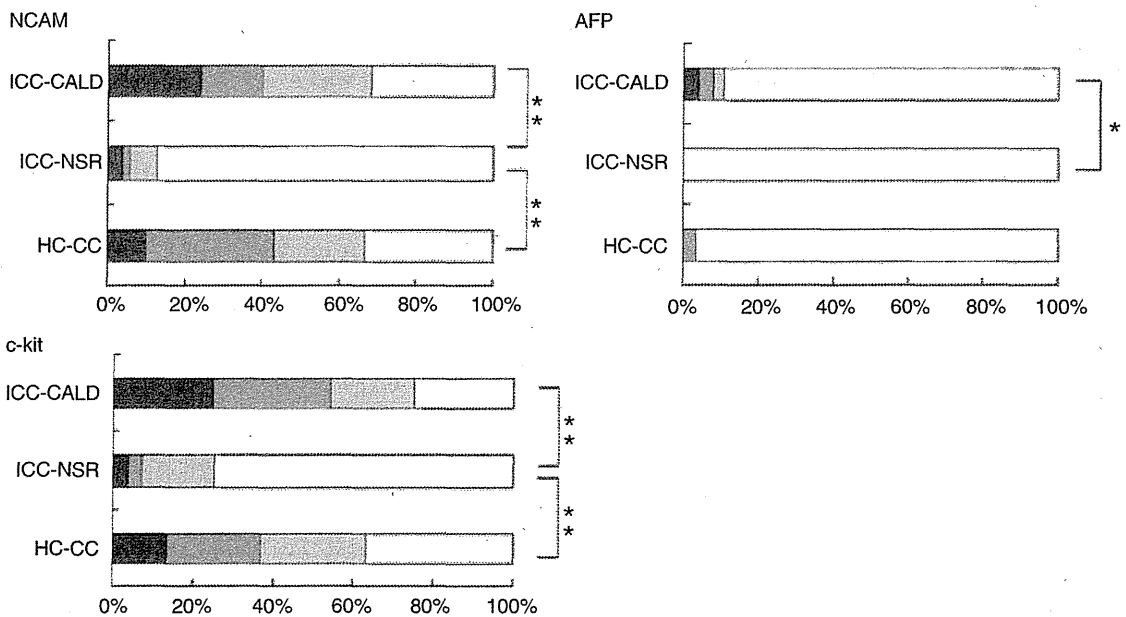 NCAM
ICC-CALD
ICC-NSR
HC-CC
**
**
0% 20% 40% 60% 80% 100%
AFP
ICC-CALD
ICC-NSR
HC-CC
*
0% 20% 40% 60% 80% 100%
c-kit
ICC-CALD
ICC-NSR
HC-CC
**
**
0% 20% 40% 60% 80% 100%